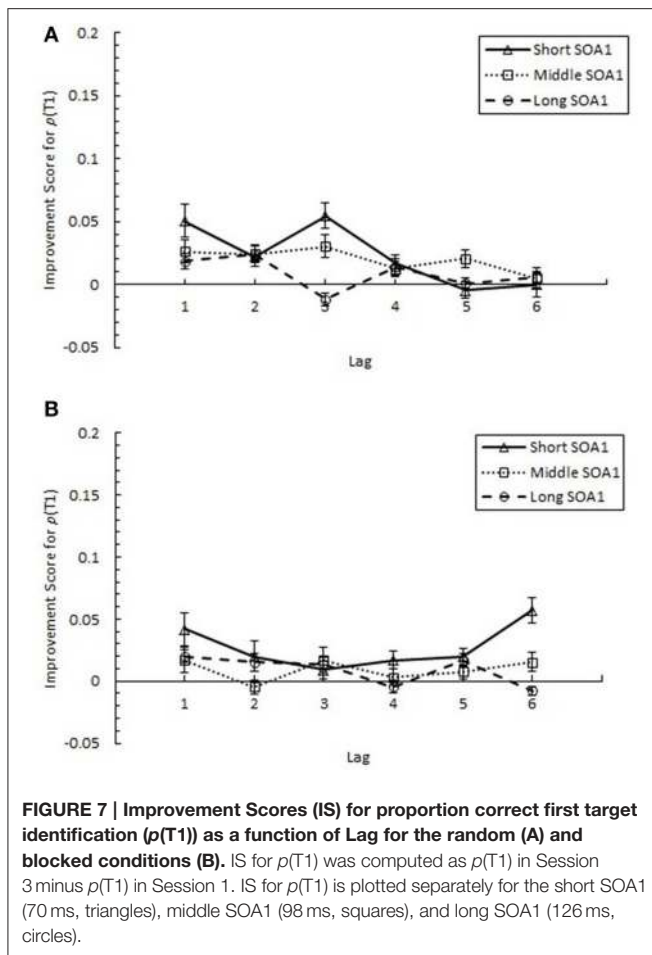 A
0.2
0.15
0.1
0.05
0
-0.05
Improvement Score for p(T1)
Short SOA1
Middle SOA1
Long SOA1
1 2 3 4 5 6
Lag
B
0.2
0.15
0.1
0.05
0
-0.05
Improvement Score for p(T1)
Short SOA1
Middle SOA1
Long SOA1
1 2 3 4 5 6
Lag
FIGURE 7 | Improvement Scores (IS) for proportion correct first target
identification (p(T1)) as a function of Lag for the random (A) and
blocked conditions (B). IS for p(T1) was computed as p(T1) in Session
3 minus p(T1) in Session 1. IS for p(T1) is plotted separately for the short SOA1
(70 ms, triangles), middle SOA1 (98 ms, squares), and long SOA1 (126 ms,
circles).